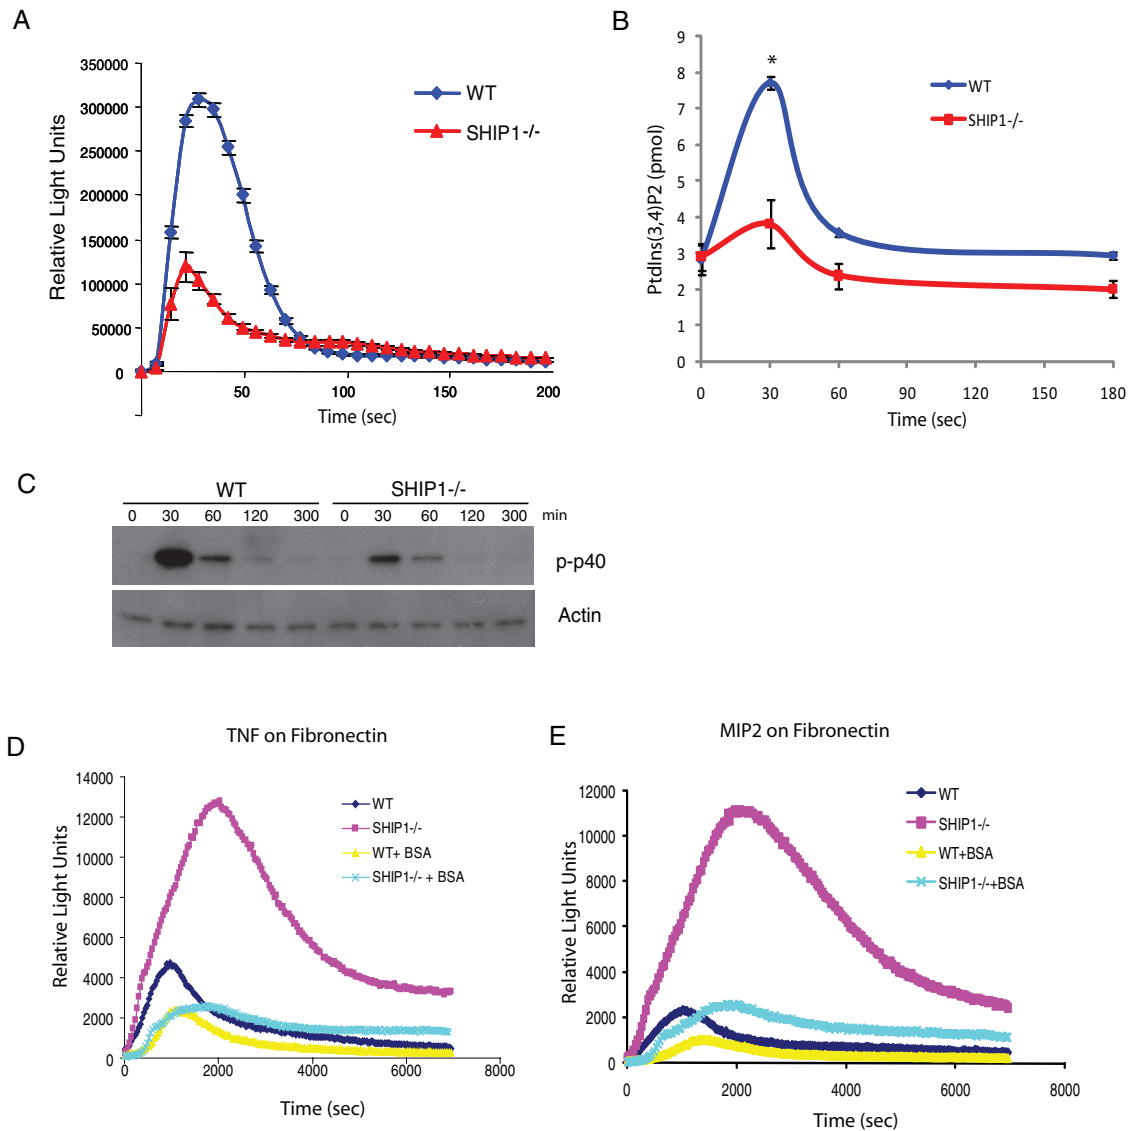 A
350000
300000
250000
200000
150000
100000
50000
0
50
100
150
200
Relative Light Units
Time (sec)
WT
SHIP1-/-
B
9
8
7
6
5
4
3
2
1
0
0
30
60
90
120
150
180
PtdIns(3,4)P2 (pmol)
Time (sec)
*
WT
SHIP1-/-
C
WT
SHIP1-/-
0 30 60 120 300 0 30 60 120 300 min
p-p40
Actin
D
TNF on Fibronectin
14000
12000
10000
8000
6000
4000
2000
0
0
2000
4000
6000
8000
Relative Light Units
Time (sec)
WT
SHIP1-/-
WT+ BSA
SHIP1-/- + BSA
E
MIP2 on Fibronectin
12000
10000
8000
6000
4000
2000
0
0
2000
4000
6000
8000
Relative Light Units
Time (sec)
WT
SHIP1-/-
WT+BSA
SHIP1-/-+BSA